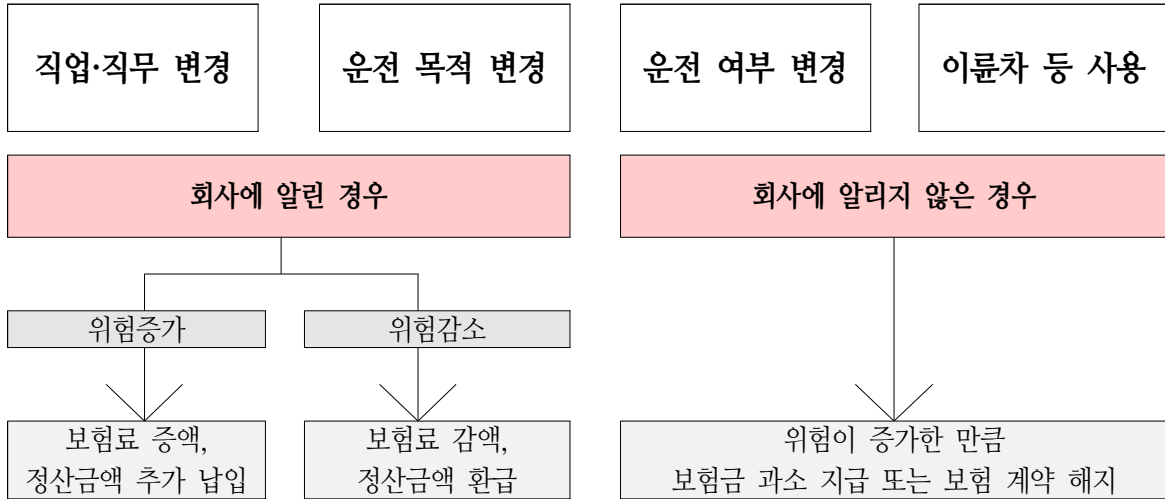 직업·직무 변경
운전 목적 변경
운전 여부 변경
이륜차 등 사용
회사에 알린 경우
회사에 알리지 않은 경우
위험증가
위험감소
보험료 증액,
정산금액 추가 납입
보험료 감액,
정산금액 환급
위험이 증가한 만큼
보험금 과소 지급 또는 보험 계약 해지